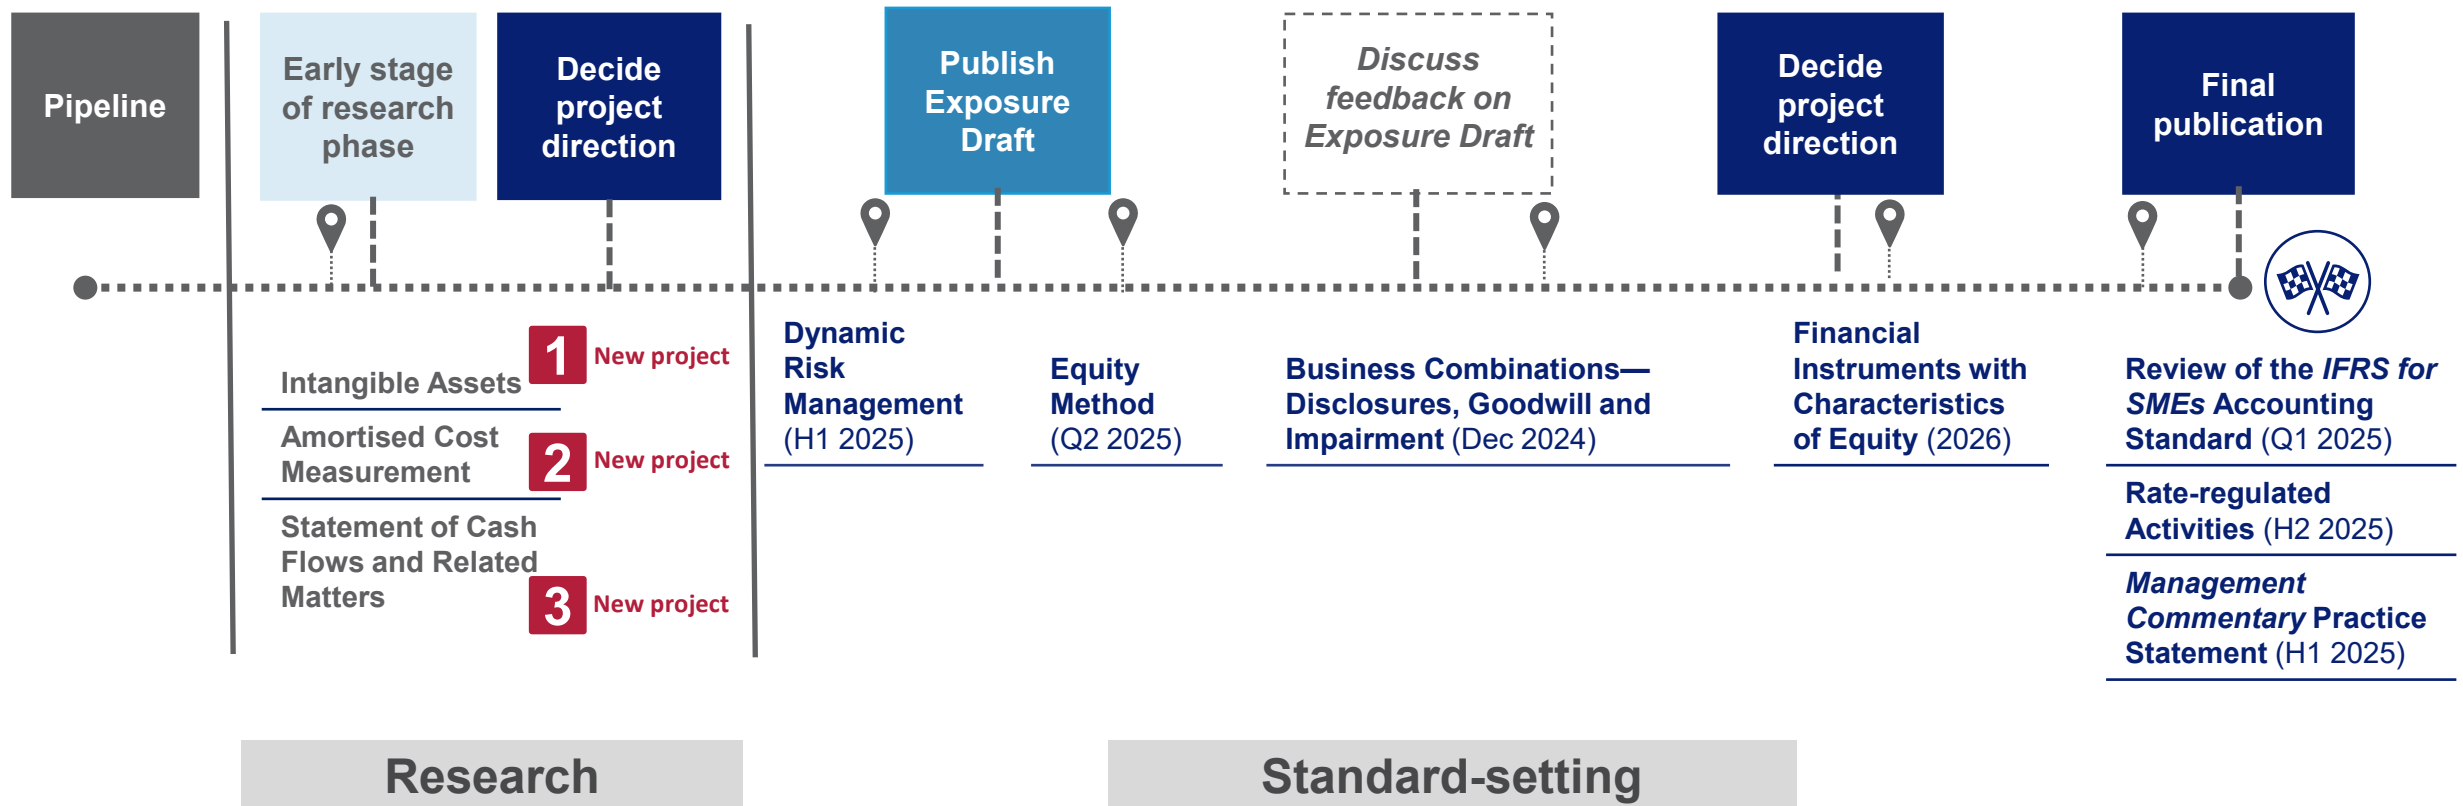 Pipeline
Early stage
of research
phase
Decide
project
direction
Publish
Exposure
Draft
Discuss
feedback on
Exposure Draft
Decide
project
direction
Final
publication
Intangible Assets
1 New project
Amortised Cost
Measurement
2 New project
Statement of Cash
Flows and Related
Matters
3 New project
Dynamic
Risk
Management
(H1 2025)
Equity
Method
(Q2 2025)
Business Combinations—
Disclosures, Goodwill and
Impairment (Dec 2024)
Financial
Instruments with
Characteristics
of Equity (2026)
Review of the IFRS for
SMEs Accounting
Standard (Q1 2025)
Rate-regulated
Activities (H2 2025)
Management
Commentary Practice
Statement (H1 2025)
Research
Standard-setting